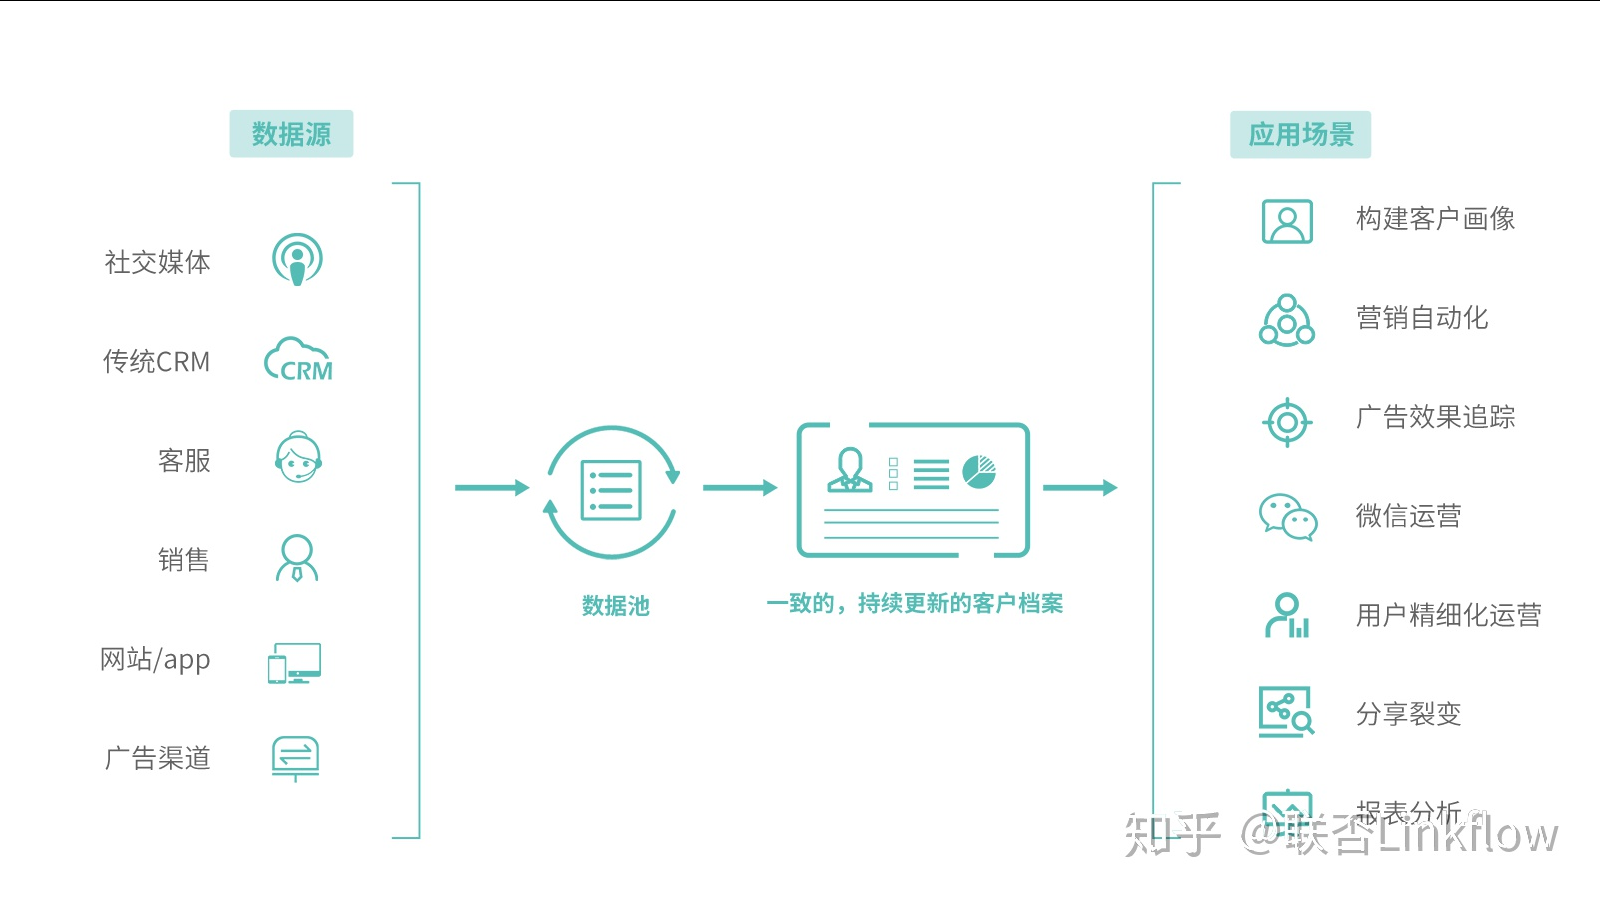 数据源
社交媒体
传统CRM
CRM
客服
销售
网站/app
广告渠道
数据池
一致的，持续更新的客户档案
应用场景
构建客户画像
营销自动化
广告效果追踪
微信运营
用户精细化运营
分享裂变
报表分析
知乎 @联否Linkflow